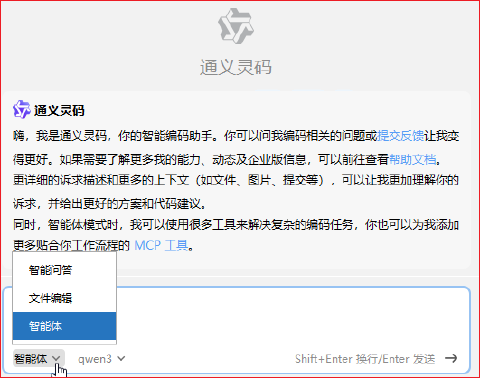 通义灵码
通义灵码
嗨，我是通义灵码，你的智能编码助手。你可以问我编码相关的问题或提交反馈让我变
得更好。如果需要了解更多我的能力、动态及企业版信息，可以前往查看帮助文档。
更详细的诉求描述和更多的上下文（如文件、图片、提交等），可以让我更加理解你的
诉求，并给出更好的方案和代码建议。
同时，智能体模式时，我可以使用很多工具来解决复杂的编码任务，你也可以为我添加
更多贴合你工作流程的 MCP 工具。
智能问答
文件编辑
智能体
智能体 qwen3 Shift+Enter 换行/Enter 发送